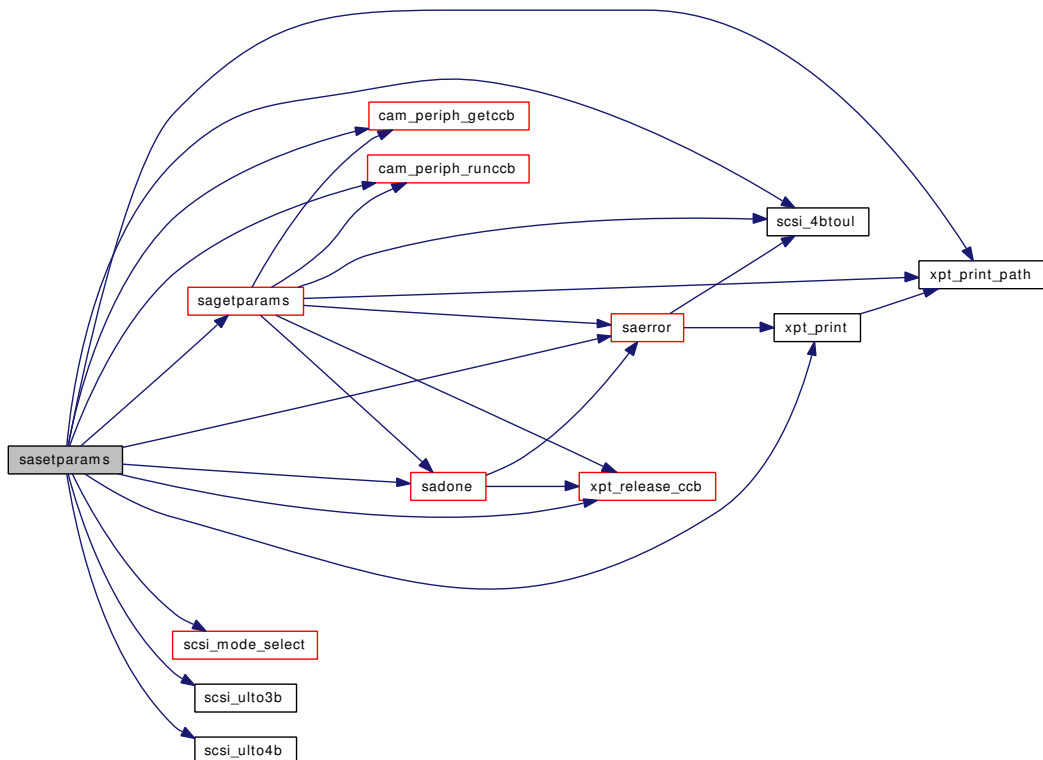 cam_periph_getccb
cam_periph_runccb
scsi_4btoul
xpt_print_path
sagetparams
saerror
xpt_print
sasetparams
sadone
xpt_release_ccb
scsi_mode_select
scsi_ulto3b
scsi_ulto4b